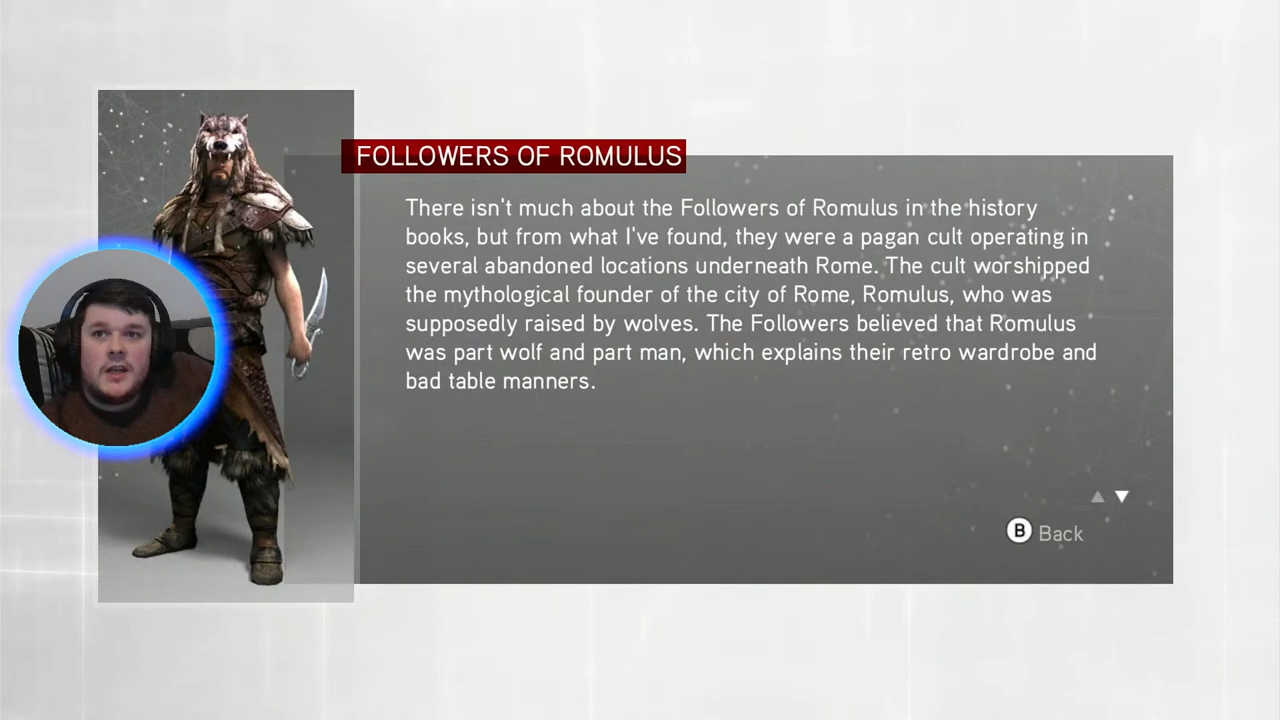 FOLLOWERS OF ROMULUS
There isn't much about the Followers of Romulus in the history
books, but from what I've found, they were a pagan cult operating in
several abandoned locations underneath Rome. The cult worshipped
the mythological founder of the city of Rome, Romulus, who was
supposedly raised by wolves. The Followers believed that Romulus
was part wolf and part man, which explains their retro wardrobe and
bad table manners.
B Back